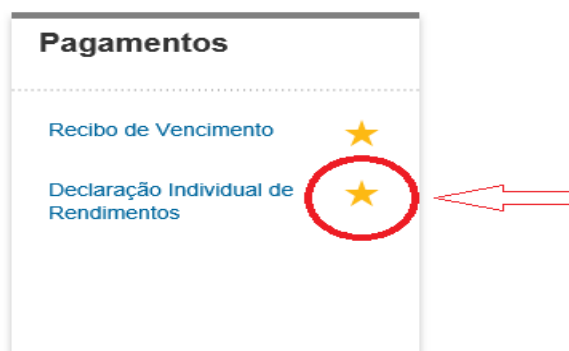 Pagamentos
Recibo de Vencimento
Declaração Individual de
Rendimentos